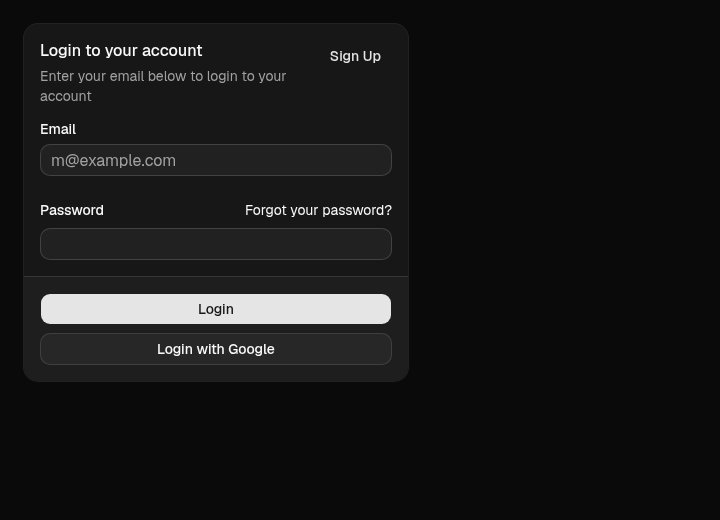 Login to your account
Sign Up
Enter your email below to login to your
account
Email
m@example.com
Password
Forgot your password?
Login
Login with Google